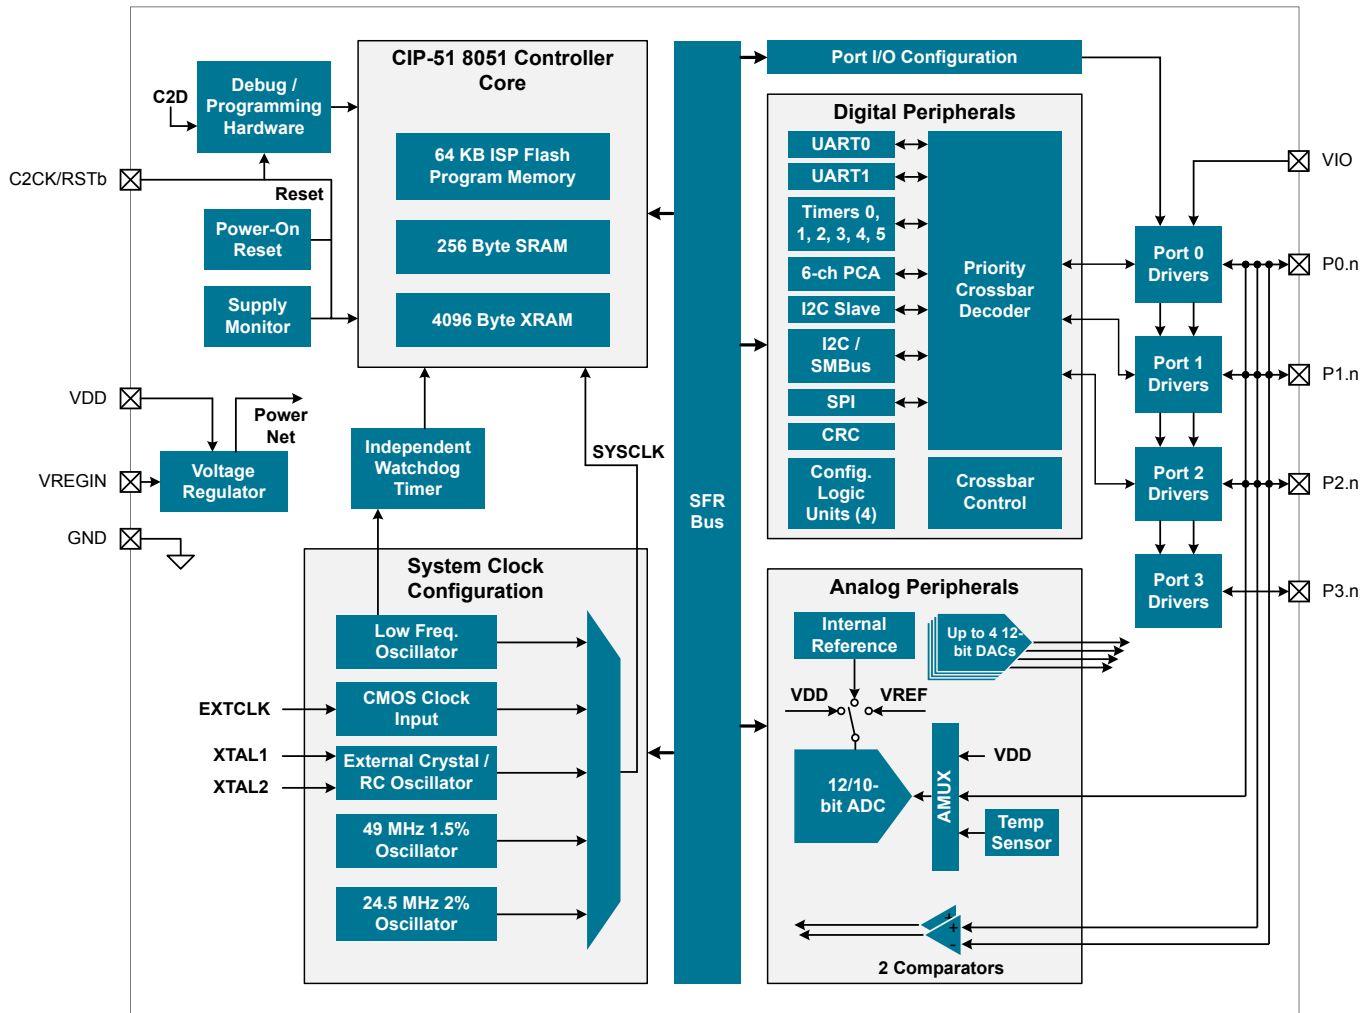 CIP-51 8051 Controller
Core
64 KB ISP Flash
Program Memory
256 Byte SRAM
4096 Byte XRAM
Debug /
Programming
Hardware
C2D
C2CK/RSTb
Reset
Power-On
Reset
Supply
Monitor
VDD
Power
Net
VREGIN
Voltage
Regulator
GND
Independent
Watchdog
Timer
SYSCLK
System Clock
Configuration
Low Freq.
Oscillator
EXTCLK
CMOS Clock
Input
XTAL1
XTAL2
External Crystal /
RC Oscillator
49 MHz 1.5%
Oscillator
24.5 MHz 2%
Oscillator
SFR
Bus
Port I/O Configuration
Digital Peripherals
UART0
UART1
Timers 0,
1, 2, 3, 4, 5
6-ch PCA
I2C Slave
I2C /
SMBus
SPI
CRC
Config.
Logic
Units (4)
Priority
Crossbar
Decoder
Crossbar
Control
Analog Peripherals
Internal
Reference
Up to 4 12-
bit DACs
VDD
VREF
12/10-
bit ADC
AMUX
VDD
Temp
Sensor
+
+
-
2 Comparators
VIO
Port 0
Drivers
P0.n
Port 1
Drivers
P1.n
Port 2
Drivers
P2.n
Port 3
Drivers
P3.n